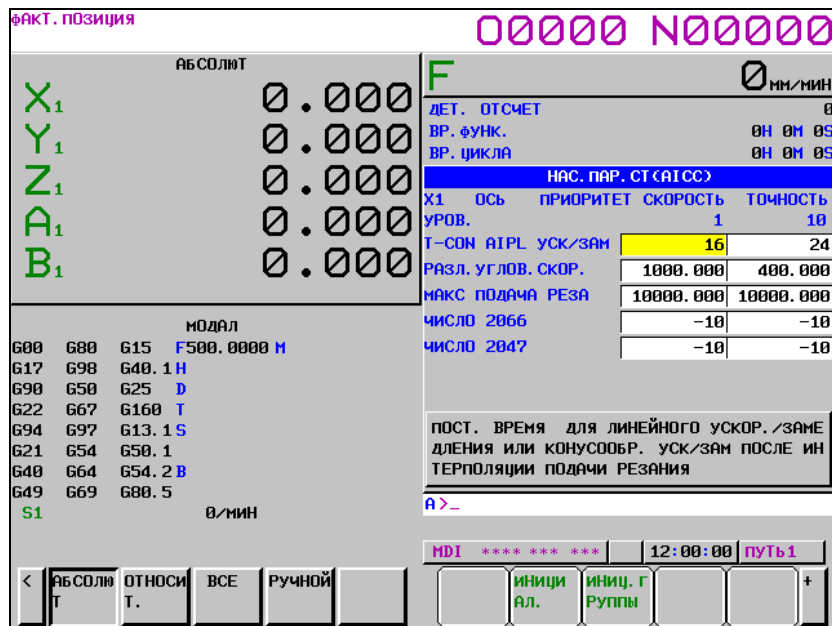 ФАКТ. ПОЗИЦИЯ
O0000 N00000
АБСОЛЮТ
X1 0.000
Y1 0.000
Z1 0.000
A1 0.000
B1 0.000
F 0 ММ/МИН
ДЕТ. ОТСЧЕТ 0
ВР. ФУНК. 0H 0M 0S
ВР. ЦИКЛА 0H 0M 0S
НАС. ПАР. СТ(AICC)
X1 ОСЬ ПРИОРИТЕТ СКОРОСТЬ ТОЧНОСТЬ
УРОВ. 1 10
T-CON AIPL УСК/ЗАМ 16 24
РАЗЛ. УГЛОВ. СКОР. 1000.000 400.000
МАКС ПОДАЧА РЕЗА 10000.000 10000.000
ЧИСЛО 2066 -10 -10
ЧИСЛО 2047 -10 -10
ПОСТ. ВРЕМЯ ДЛЯ ЛИНЕЙНОГО УСКОР./ЗАМЕ
ДЛЕНИЯ ИЛИ КОНУСООБР. УСК/ЗАМ ПОСЛЕ ИН
ТЕРПОЛЯЦИИ ПОДАЧИ РЕЗАНИЯ
МОДАЛ
G00 G80 G15 F500.0000 M
G17 G98 G40.1 H
G90 G50 G25 D
G22 G67 G160 T
G94 G97 G13.1 S
G21 G54 G50.1
G40 G64 G54.2 B
G49 G69 G80.5
S1 0/МИН
A>_
MDI **** *** *** 12:00:00 ПУТЬ1
< АБСОЛЮ
Т ОТНОСИ
Т. ВСЕ РУЧНОЙ
ИНИЦИ
АЛ. ИНИЦ. Г
РУППЫ +